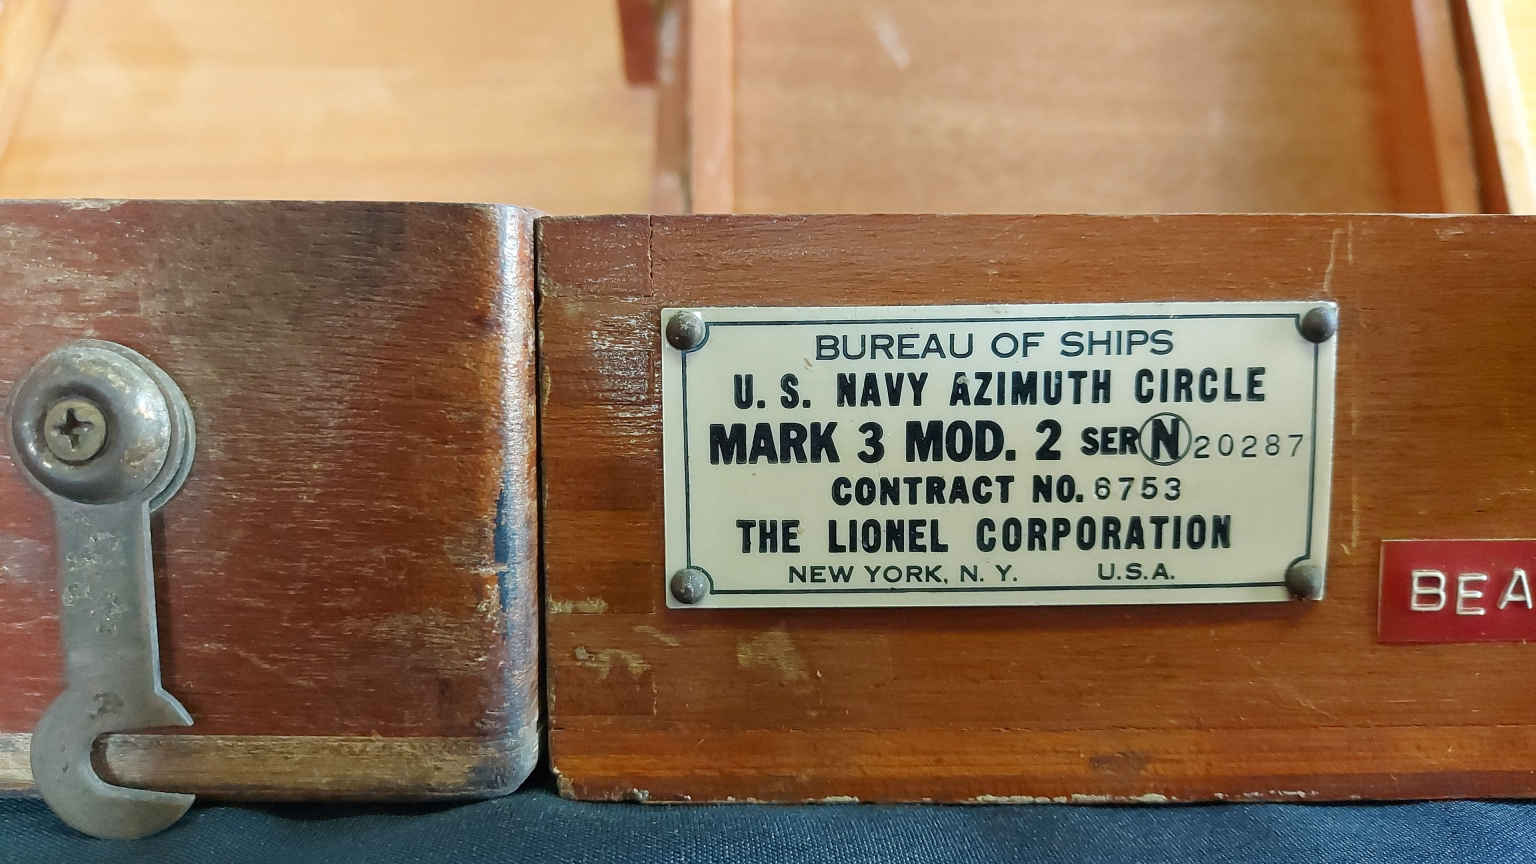 BUREAU OF SHIPS
U. S. NAVY AZIMUTH CIRCLE
MARK 3 MOD. 2 SER N 20287
CONTRACT NO. 6753
THE LIONEL CORPORATION
NEW YORK, N. Y. U.S.A.
BEA